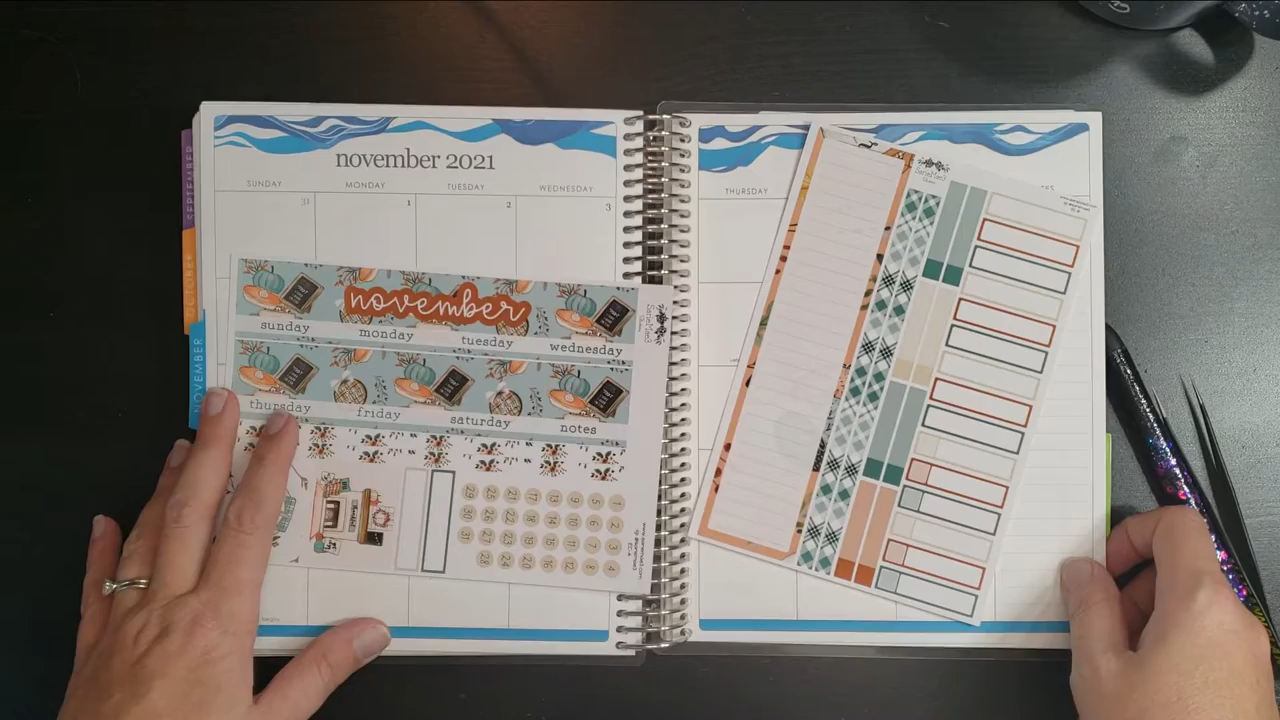 november 2021
SUNDAY MONDAY TUESDAY WEDNESDAY
31 1 2 3
THURSDAY
SEPTEMBER
OCTOBER
NOVEMBER
november
sunday monday tuesday wednesday
thursday friday saturday notes
29 25 21 17 13 9 5 1
30 26 22 18 14 10 6 2
31 27 23 19 15 11 7 3
28 24 20 16 12 8 4